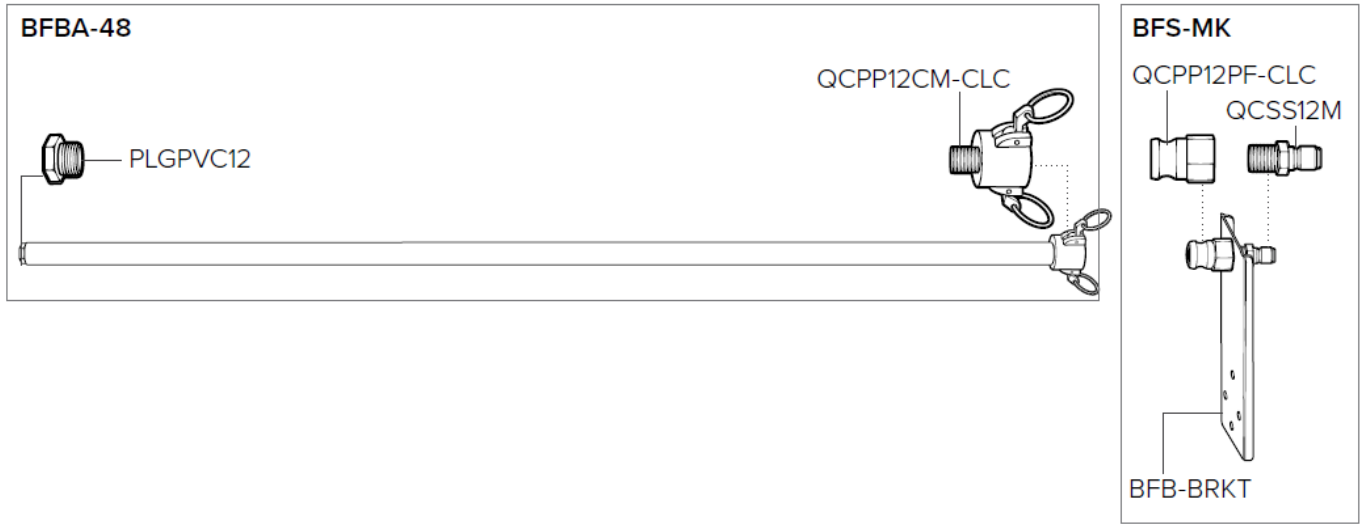 BFBA-48
QCPP12CM-CLC
PLGPVC12
BFS-MK
QCPP12PF-CLC
QCSS12M
BFB-BRKT